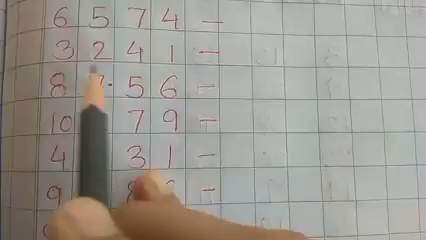 6 5 7 4 –
3 2 4 1 –
8 5 6 –
10 7 9 –
4 3 1 –
9 –